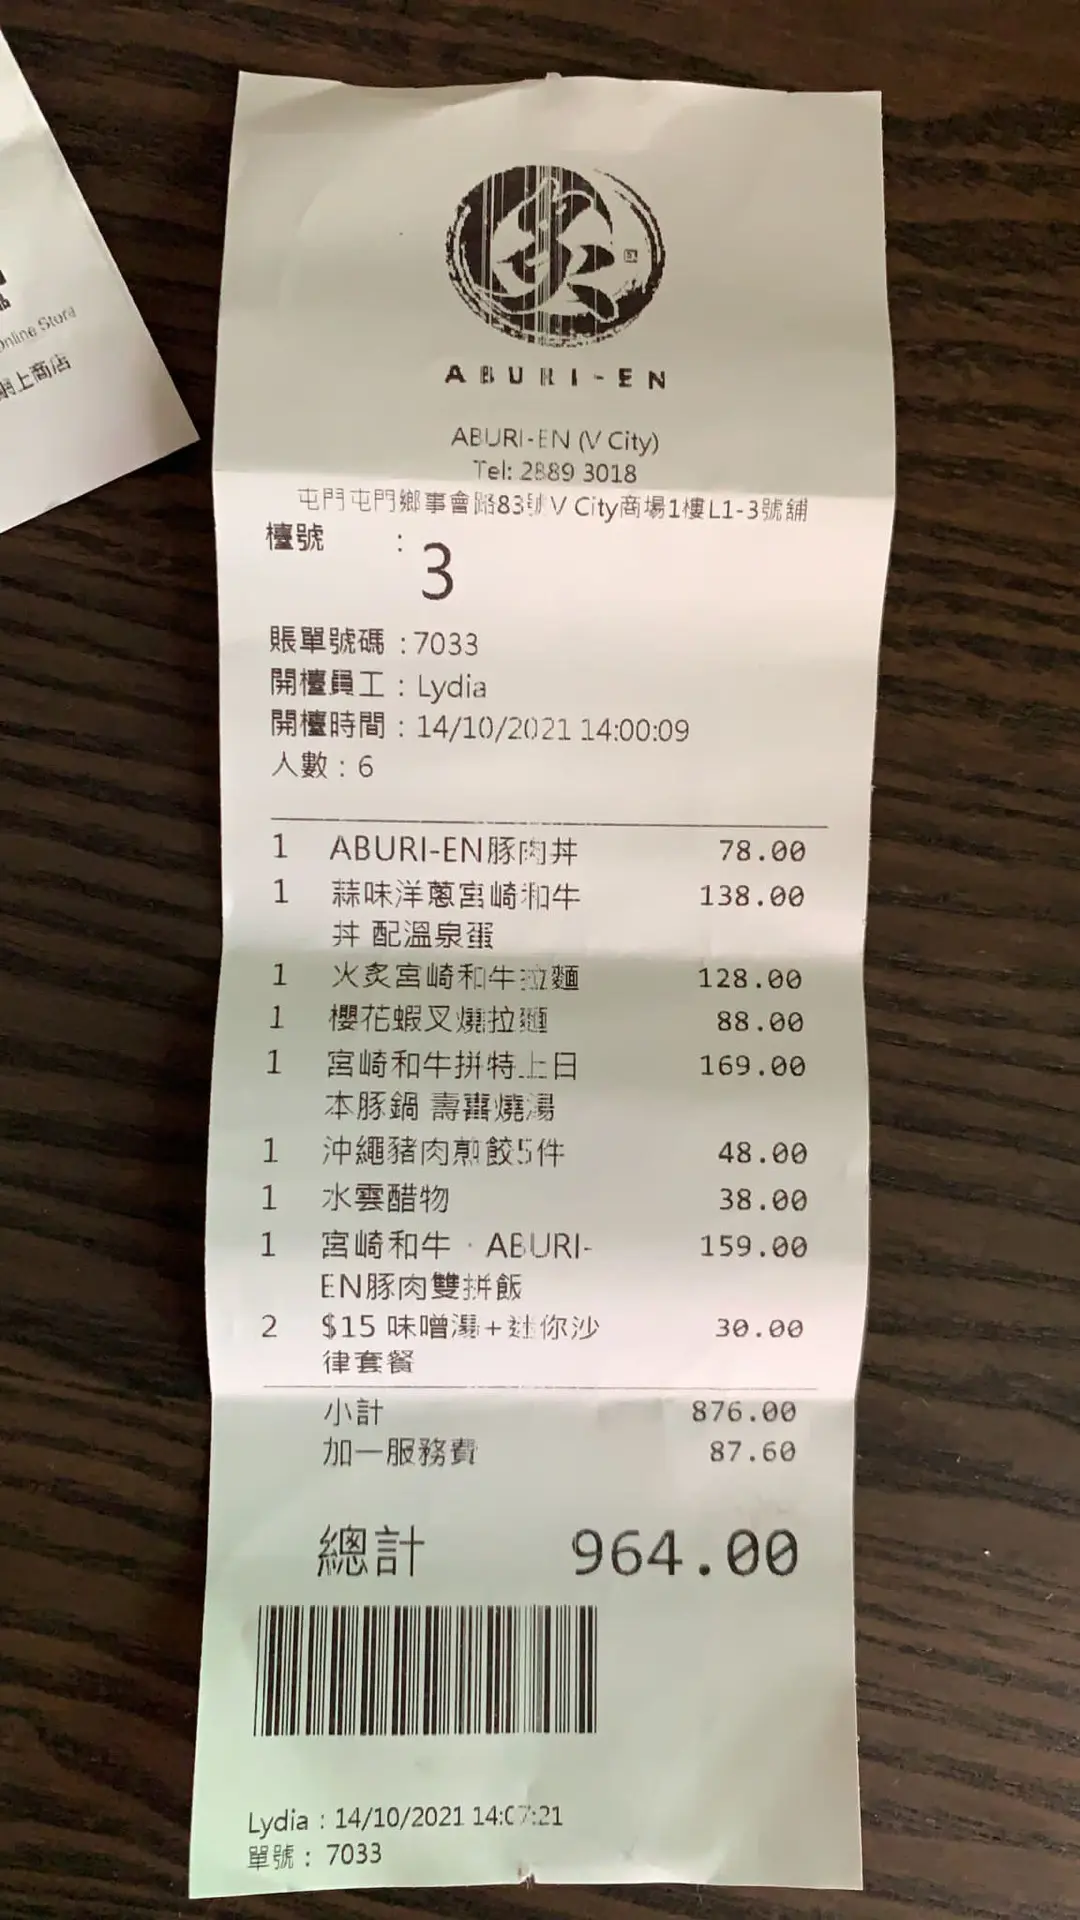 Online Store
網上商店
炙
ABURI-EN
ABURI-EN (V City)
Tel: 2889 3018
屯門屯門鄉事會路83號V City商場1樓L1-3號舖
檯號 : 3
賬單號碼 : 7033
開檯員工 : Lydia
開檯時間 : 14/10/2021 14:00:09
人數 : 6
1 ABURI-EN豚肉丼 78.00
1 蒜味洋蔥宮崎和牛 138.00
丼 配溫泉蛋
1 火炙宮崎和牛拉麵 128.00
1 櫻花蝦叉燒拉麵 88.00
1 宮崎和牛拼特上日 169.00
本豚鍋 壽喜燒湯
1 沖繩豬肉煎餃5件 48.00
1 水雲醋物 38.00
1 宮崎和牛‧ABURI- 159.00
EN豚肉雙拼飯
2 $15 味噌湯+迷你沙 30.00
律套餐
小計 876.00
加一服務費 87.60
總計 964.00
Lydia : 14/10/2021 14:07:21
單號 : 7033